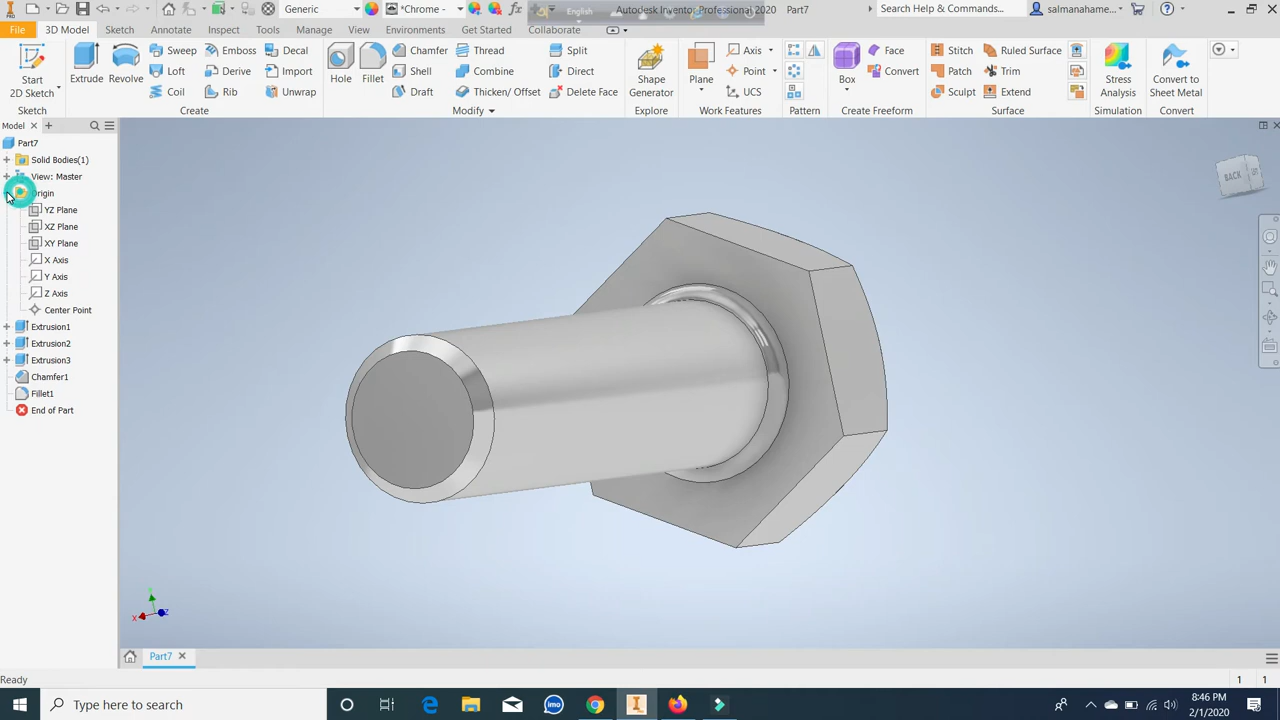 Generic
*Chrome
English
Autodesk Inventor Professional 2020 Part7
Search Help & Commands...
salmanahame...
PRO
File
3D Model
Sketch
Annotate
Inspect
Tools
Manage
View
Environments
Get Started
Collaborate
Start
2D Sketch
Extrude
Revolve
Sweep
Loft
Coil
Emboss
Derive
Rib
Decal
Import
Unwrap
Hole
Fillet
Chamfer
Shell
Draft
Thread
Combine
Thicken/ Offset
Split
Direct
Delete Face
Shape
Generator
Plane
Axis
Point
UCS
Box
Face
Convert
Stitch
Patch
Sculpt
Ruled Surface
Trim
Extend
Stress
Analysis
Convert to
Sheet Metal
Sketch
Create
Modify
Explore
Work Features
Pattern
Create Freeform
Surface
Simulation
Convert
Model
Part7
Solid Bodies(1)
View: Master
Origin
YZ Plane
XZ Plane
XY Plane
X Axis
Y Axis
Z Axis
Center Point
Extrusion1
Extrusion2
Extrusion3
Chamfer1
Fillet1
End of Part
BACK
Y
X
Z
Part7
Ready
1 1
Type here to search
imo
8:46 PM
2/1/2020